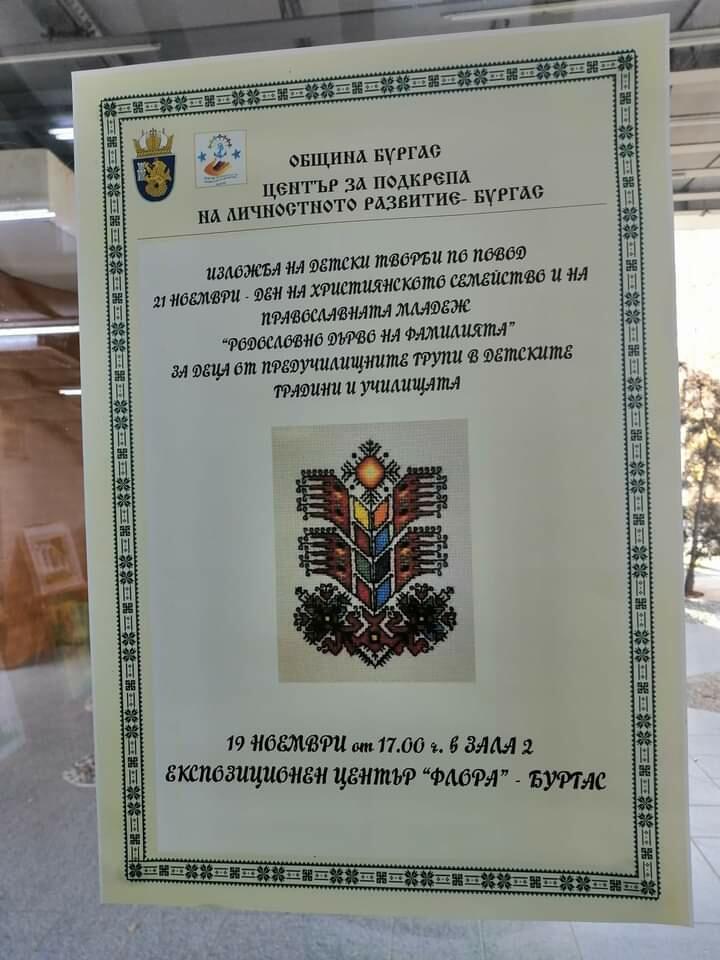 ОБЩИНА БУРГАС
ЦЕНТЪР ЗА ПОДКРЕПА
НА ЛИЧНОСТНОТО РАЗВИТИЕ- БУРГАС
ИЗЛОЖБА НА ДЕТСКИ ТВОРБИ ПО ПОВОД
21 НОЕМВРИ - ДЕН НА ХРИСТИЯНСКОТО СЕМЕЙСТВО И НА
ПРАВОСЛАВНАТА МЛАДЕЖ
“РОДОСЛОВНО ДЪРВО НА ФАМИЛИЯТА”
ЗА ДЕЦА ОТ ПРЕДУЧИЛИЩНИТЕ ГРУПИ В ДЕТСКИТЕ
ГРАДИНИ И УЧИЛИЩАТА
19 НОЕМВРИ от 17.00 ч. в ЗАЛА 2
ЕКСПОЗИЦИОНЕН ЦЕНТЪР “ФЛОРА” - БУРГАС